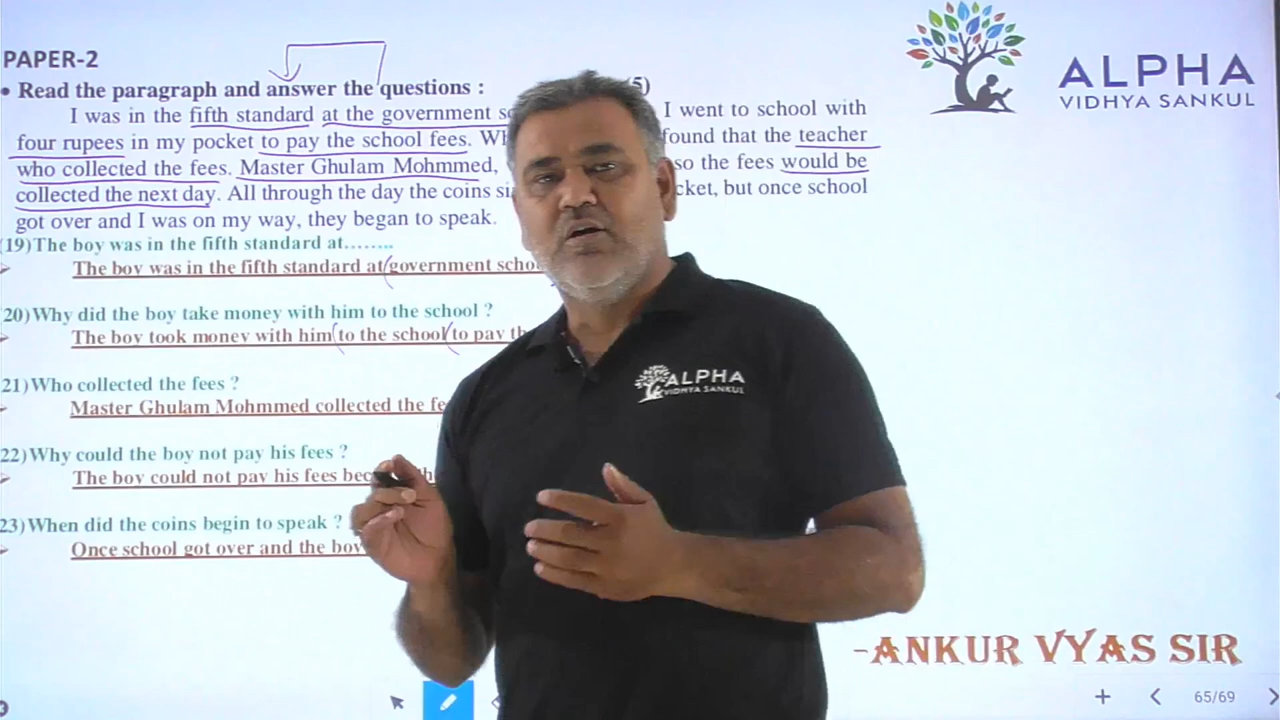 PAPER-2
• Read the paragraph and answer the questions : 5)
I was in the fifth standard at the government I went to school with
four rupees in my pocket to pay the school fees. found that the teacher
who collected the fees. Master Ghulam Mohmmed, so the fees would be
collected the next day. All through the day the coins but once school
got over and I was on my way, they began to speak.
(19)The boy was in the fifth standard at........
The boy was in the fifth standard at government
20)Why did the boy take money with him to the school ?
The boy took money with him to the school to pay
21)Who collected the fees ?
Master Ghulam Mohmmed collected the
22)Why could the boy not pay his fees ?
The boy could not pay his fees
23)When did the coins begin to speak ?
Once school got over and the boy
ALPHA
VIDHYA SANKUL
ALPHA
VIDHYA SANKUL
-ANKUR VYAS SIR
65/69